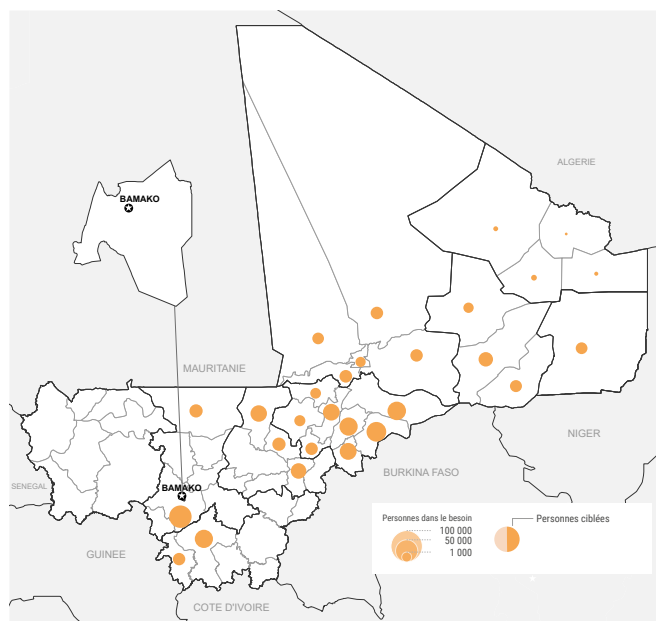 ALGERIE
BAMAKO
MAURITANIE
NIGER
BURKINA FASO
SENEGAL
BAMAKO
GUINEE
COTE D'IVOIRE
Personnes dans le besoin
100 000
50 000
1 000
Personnes ciblées